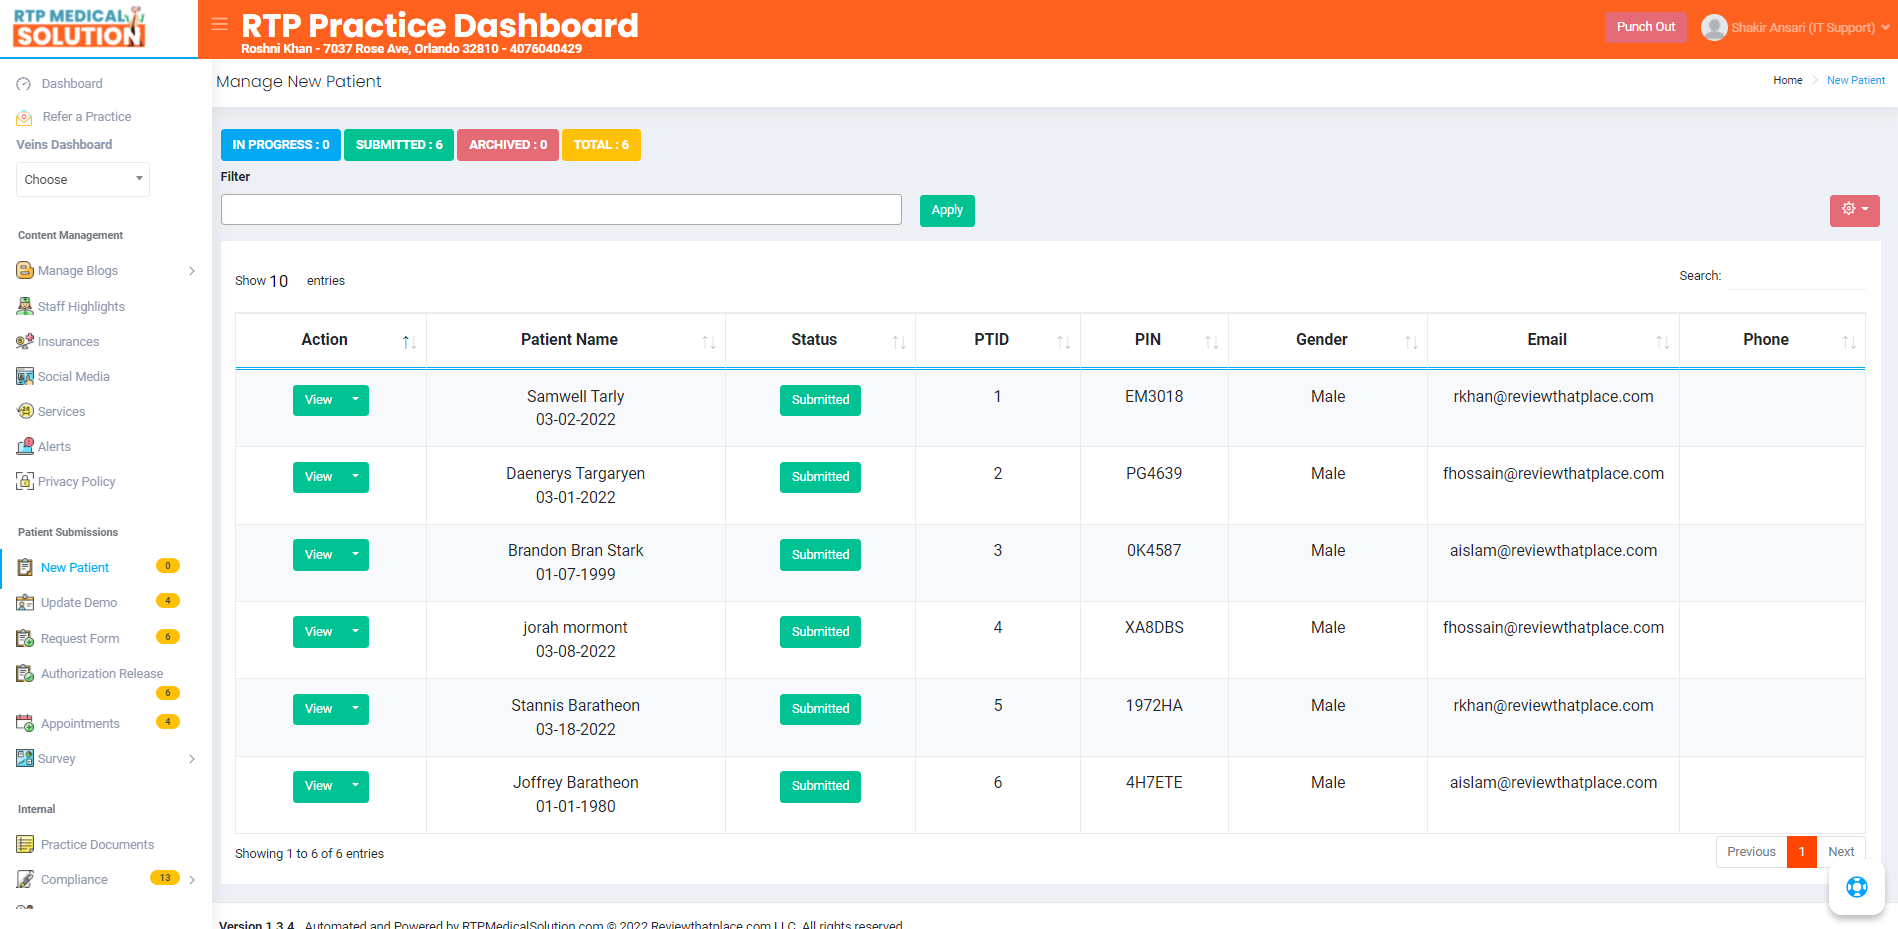 RTP MEDICAL
SOLUTION
RTP Practice Dashboard
Roshni Khan - 7037 Rose Ave, Orlando 32810 - 4076040429
Punch Out
Shakir Ansari (IT Support)
Dashboard
Refer a Practice
Veins Dashboard
Choose
Content Management
Manage Blogs
Staff Highlights
Insurances
Social Media
Services
Alerts
Privacy Policy
Patient Submissions
New Patient 0
Update Demo 4
Request Form 6
Authorization Release
6
Appointments 4
Survey
Internal
Practice Documents
Compliance 13
Manage New Patient
Home New Patient
IN PROGRESS : 0 SUBMITTED : 6 ARCHIVED : 0 TOTAL : 6
Filter
Apply
Show 10 entries
Search:
Action Patient Name Status PTID PIN Gender Email Phone
View Samwell Tarly Submitted 1 EM3018 Male rkhan@reviewthatplace.com
03-02-2022
View Daenerys Targaryen Submitted 2 PG4639 Male fhossain@reviewthatplace.com
03-01-2022
View Brandon Bran Stark Submitted 3 0K4587 Male aislam@reviewthatplace.com
01-07-1999
View jorah mormont Submitted 4 XA8DBS Male fhossain@reviewthatplace.com
03-08-2022
View Stannis Baratheon Submitted 5 1972HA Male rkhan@reviewthatplace.com
03-18-2022
View Joffrey Baratheon Submitted 6 4H7ETE Male aislam@reviewthatplace.com
01-01-1980
Showing 1 to 6 of 6 entries
Previous 1 Next
Version 1.3.4 Automated and Powered by RTPMedicalSolution.com © 2022 Reviewthatplace.com LLC. All rights reserved